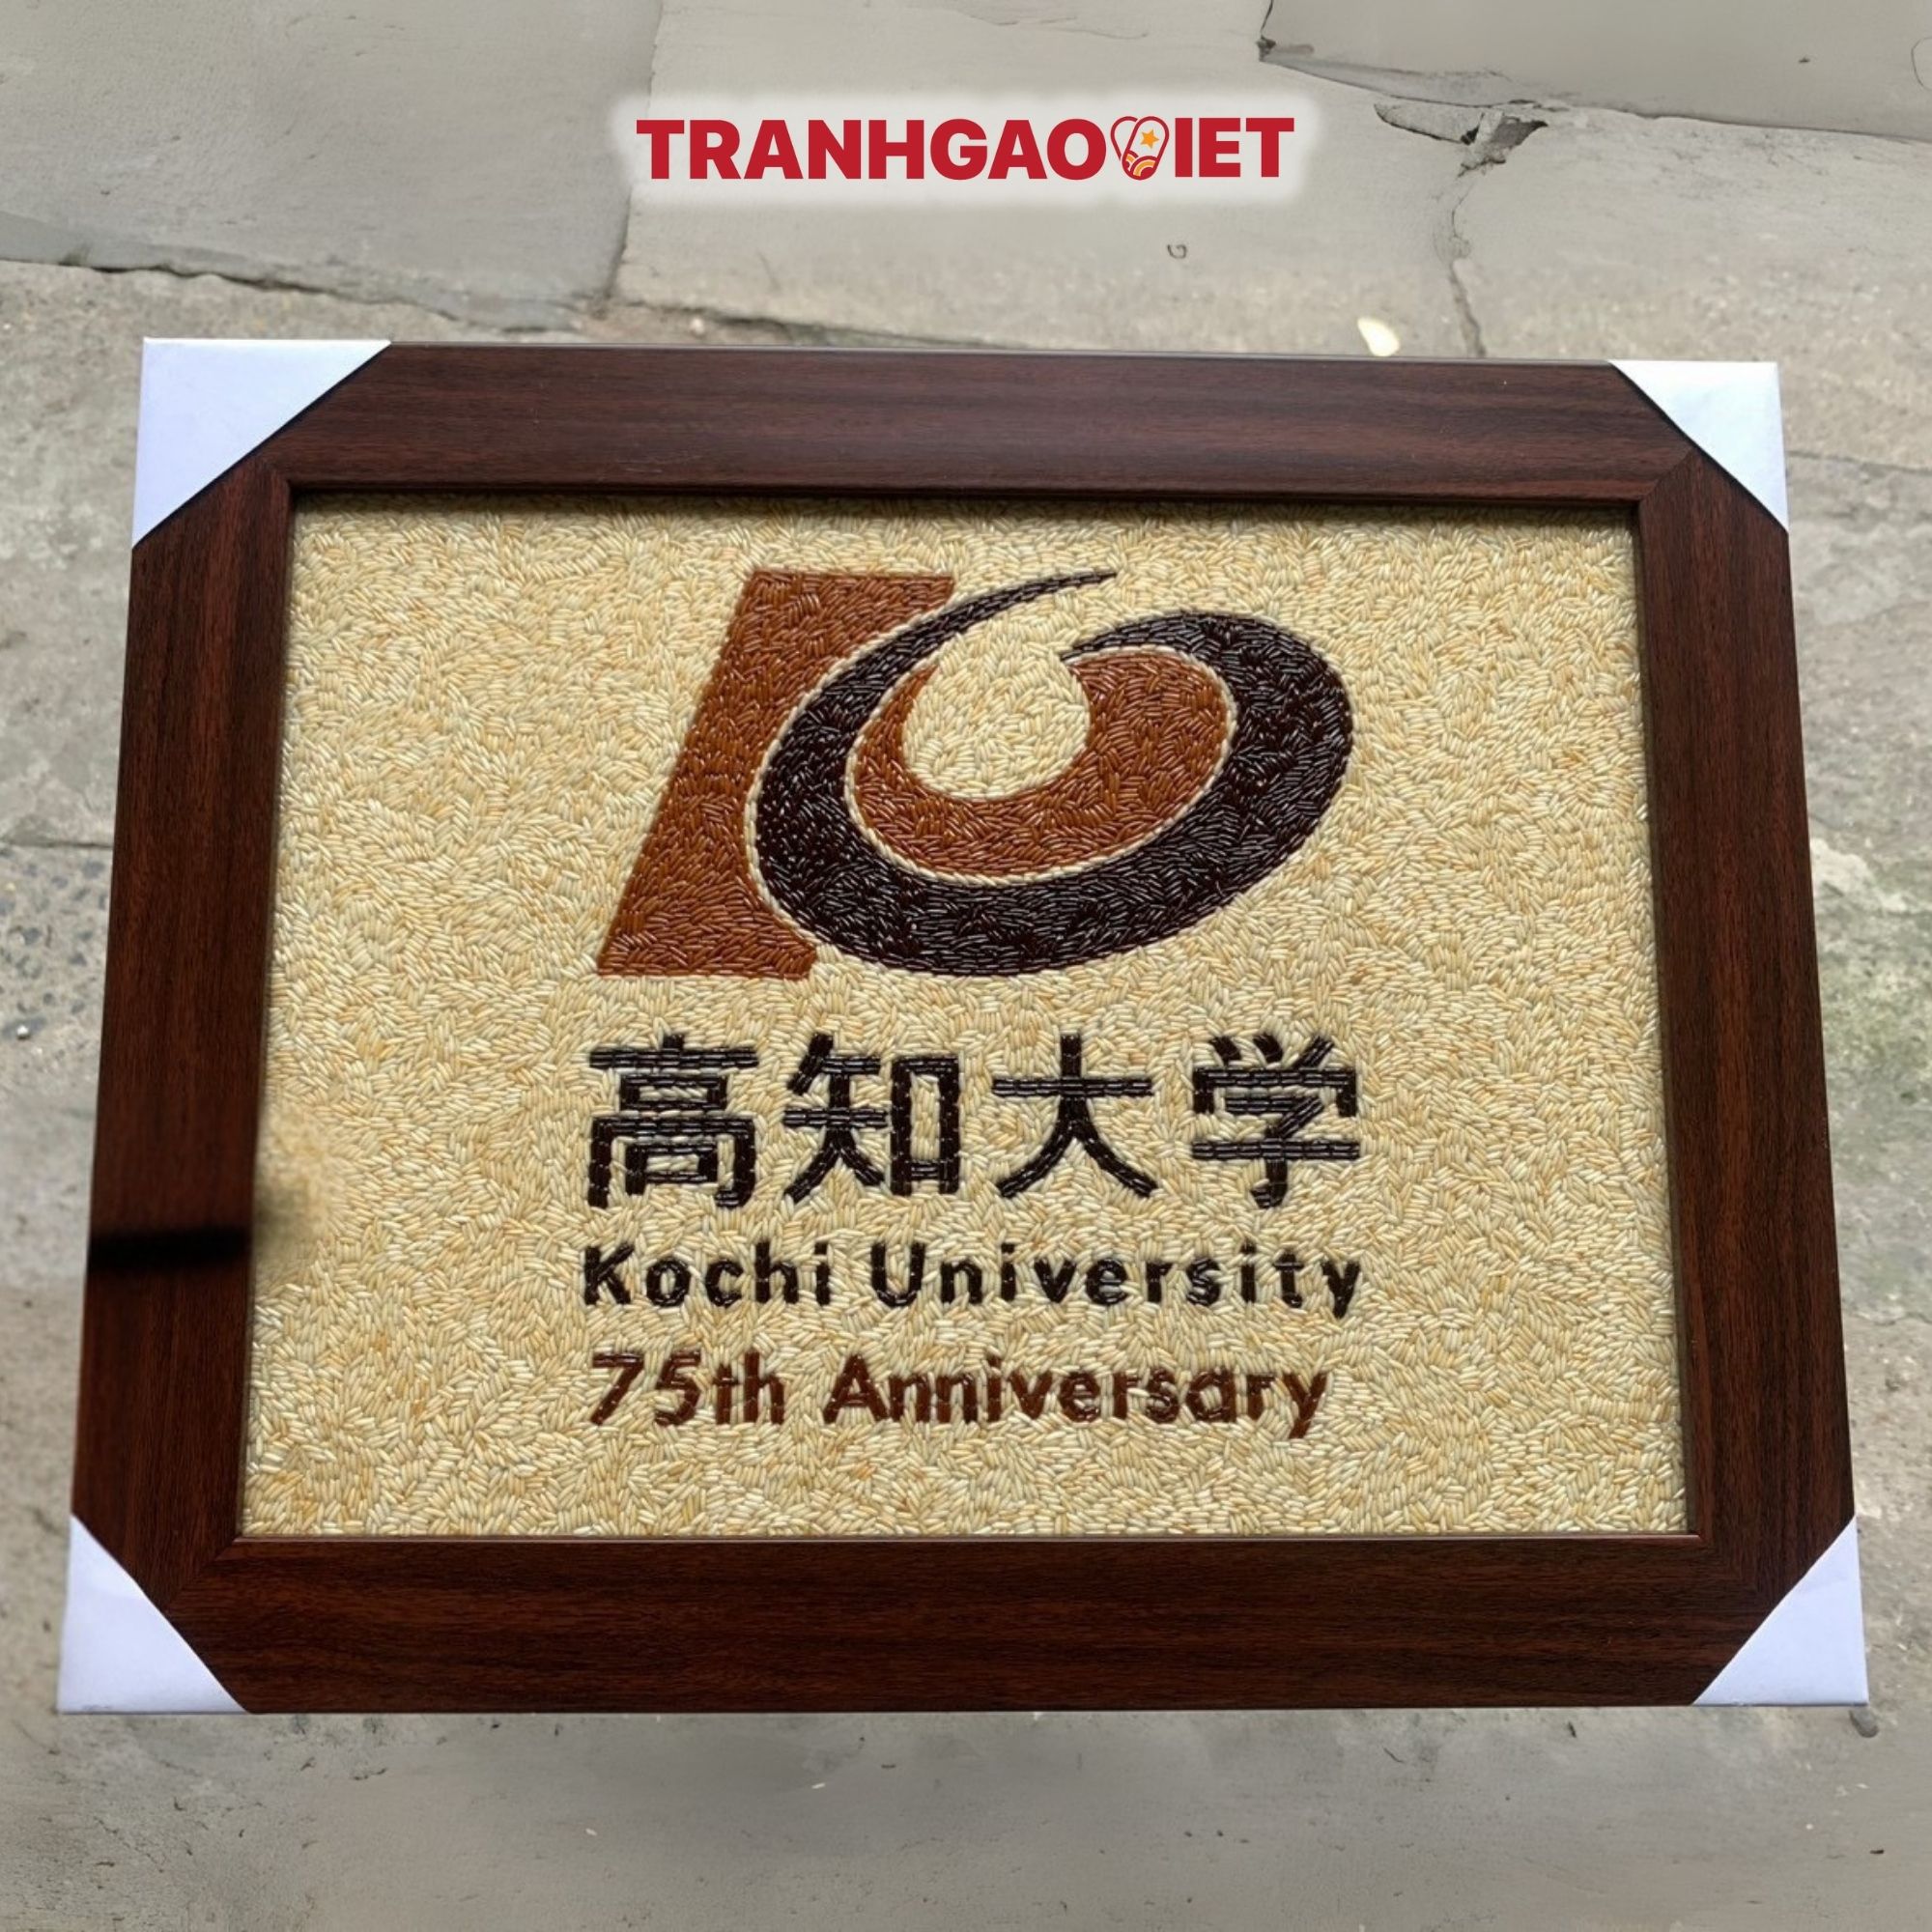 TRANHGAOVIET
高知大学
Kochi University
75th Anniversary